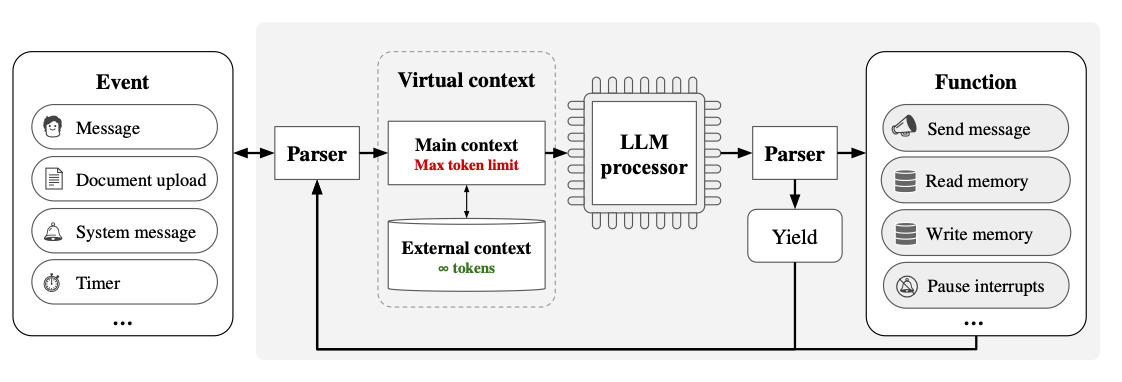 Event
Message
Document upload
System message
Timer
...
Parser
Virtual context
Main context
Max token limit
External context
∞ tokens
LLM
processor
Parser
Yield
Function
Send message
Read memory
Write memory
Pause interrupts
...